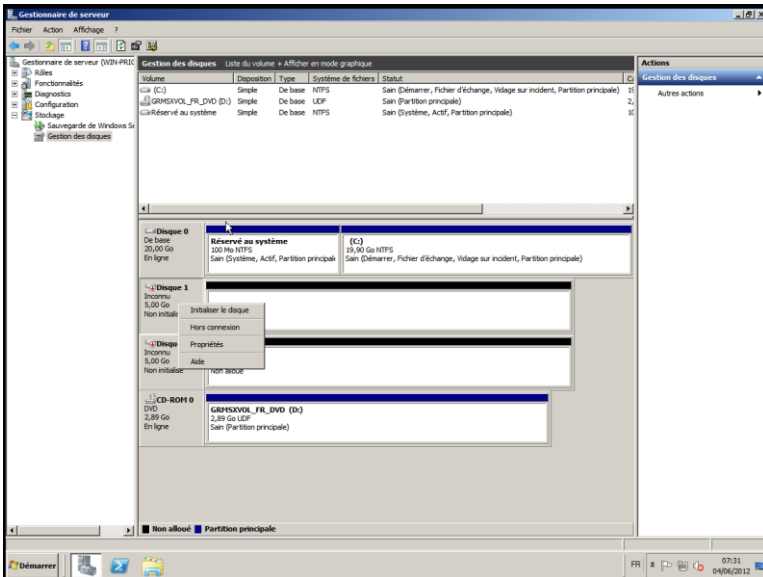 Gestionnaire de serveur
Fichier Action Affichage ?
Gestionnaire de serveur (WIN-PRIC
Rôles
Fonctionnalités
Diagnostics
Configuration
Stockage
Sauvegarde de Windows Se
Gestion des disques
Gestion des disques Liste du volume + Afficher en mode graphique
Volume Disposition Type Système de fichiers Statut
(C:) Simple De base NTFS Sain (Démarrer, Fichier d'échange, Vidage sur incident, Partition principale)
GRMSXVOL_FR_DVD (D:) Simple De base UDF Sain (Partition principale)
Réservé au système Simple De base NTFS Sain (Système, Actif, Partition principale)
Disque 0
De base
20,00 Go
En ligne
Réservé au système
100 Mo NTFS
Sain (Système, Actif, Partition principale
(C:)
19,90 Go NTFS
Sain (Démarrer, Fichier d'échange, Vidage sur incident, Partition principale)
Disque 1
Inconnu
5,00 Go
Non initialis
Initialiser le disque
Hors connexion
Propriétés
Aide
Disqu
Inconnu
5,00 Go
Non initialisé
Non alloué
CD-ROM 0
DVD
2,89 Go
En ligne
GRMSXVOL_FR_DVD (D:)
2,89 Go UDF
Sain (Partition principale)
Non alloué Partition principale
Actions
Gestion des disques
Autres actions
Démarrer
FR
07:31
04/06/2012